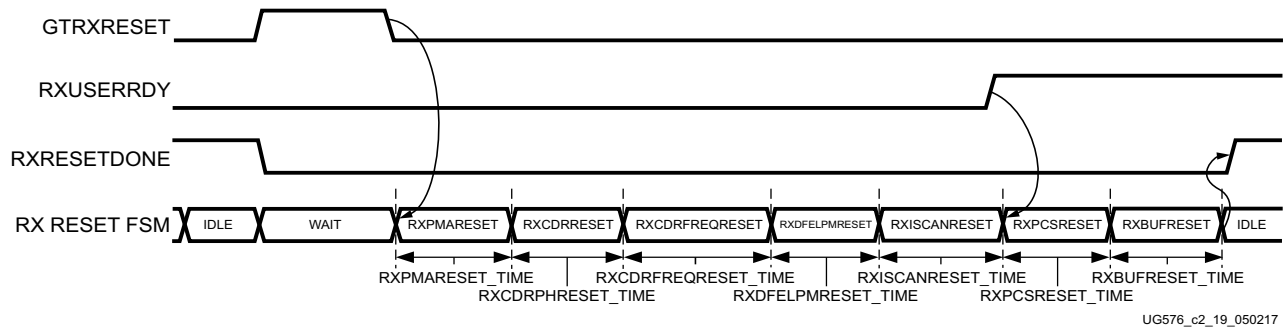 GTRXRESET
RXUSERRDY
RXRESETDONE
RX RESET FSM IDLE WAIT RXPMARESET RXCDRRESET RXCDRFREQRESET RXDFELPMRESET RXISCANRESET RXPCSRESET RXBUFRESET IDLE
RXPMARESET_TIME RXCDRFREQRESET_TIME RXISCANRESET_TIME RXBUFRESET_TIME
RXCDRPHRESET_TIME RXDFELPMRESET_TIME RXPCSRESET_TIME
UG576_c2_19_050217